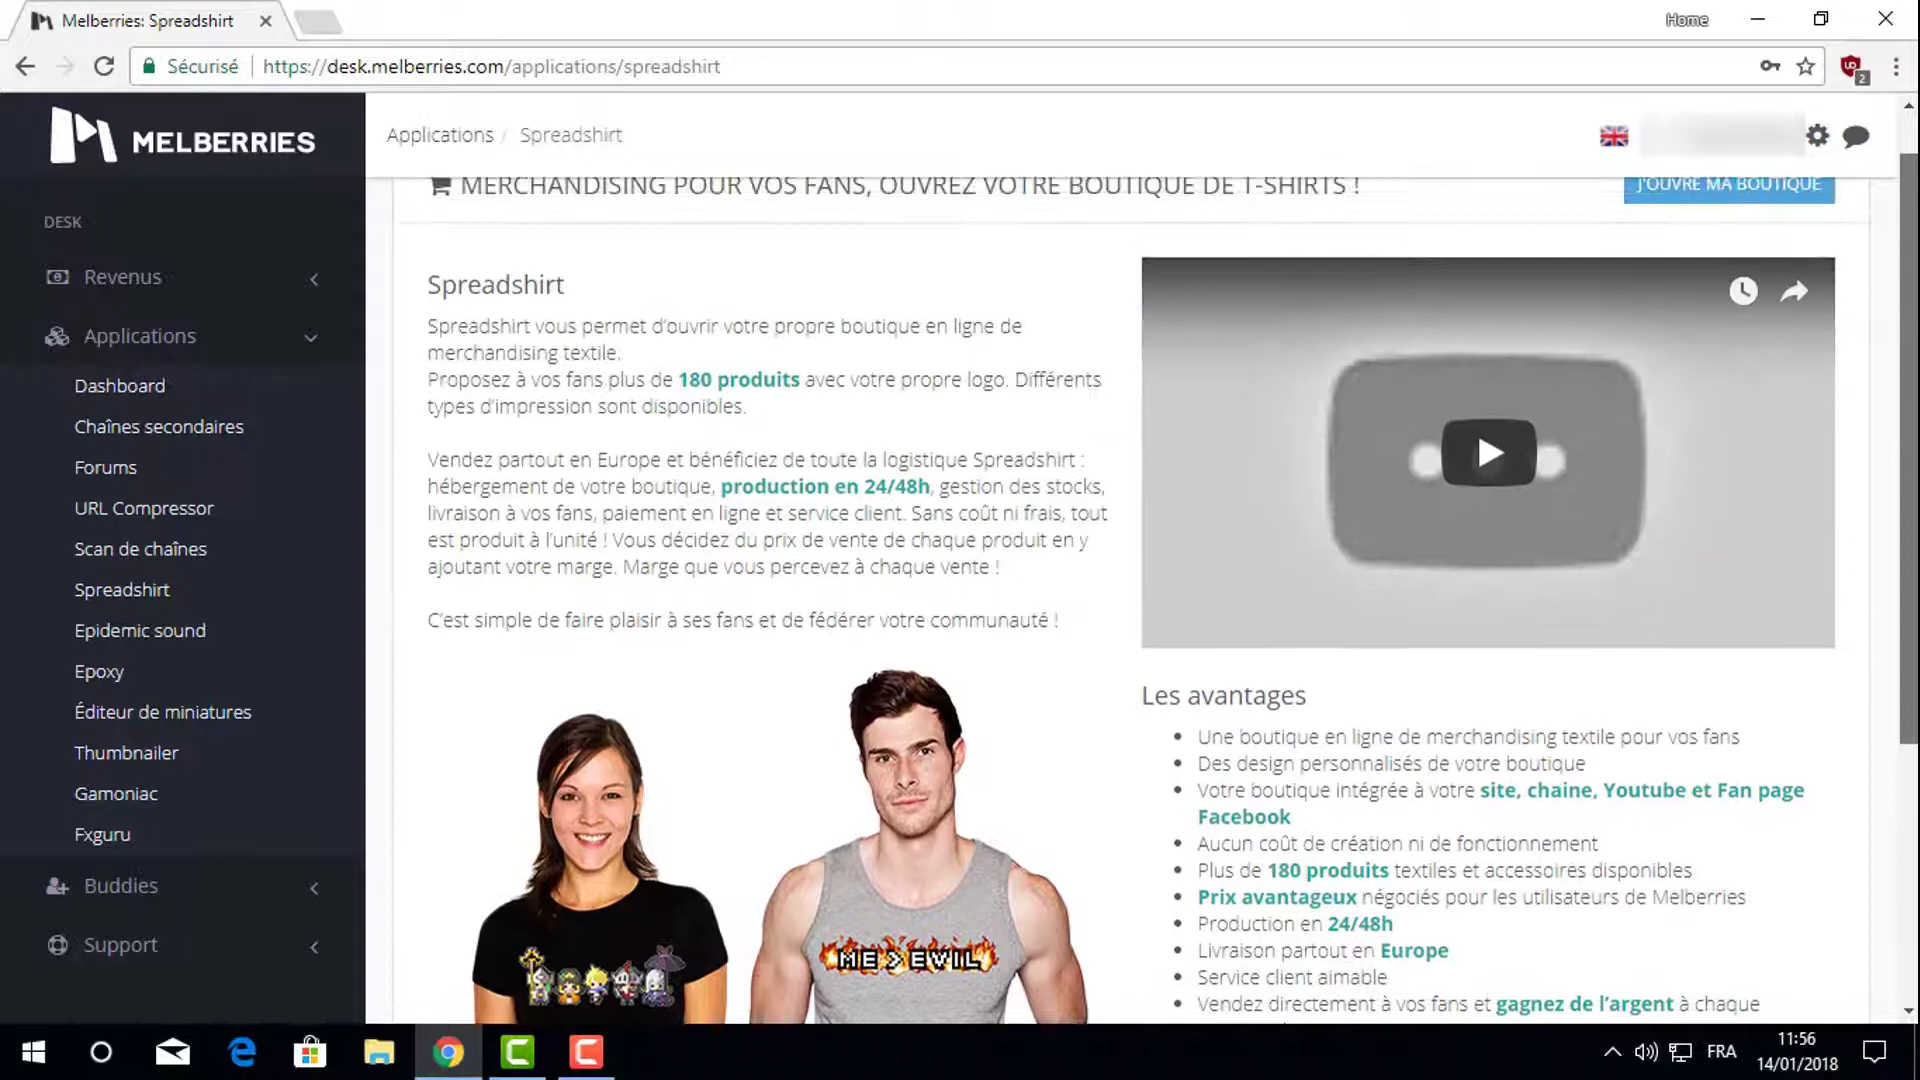 Melberries: Spreadshirt
Home
Sécurisé
https://desk.melberries.com/applications/spreadshirt
2
MELBERRIES
Applications / Spreadshirt
DESK
Revenus
Applications
Dashboard
Chaînes secondaires
Forums
URL Compressor
Scan de chaînes
Spreadshirt
Epidemic sound
Epoxy
Éditeur de miniatures
Thumbnailer
Gamoniac
Fxguru
Buddies
Support
MERCHANDISING POUR VOS FANS, OUVREZ VOTRE BOUTIQUE DE T-SHIRTS !
J'OUVRE MA BOUTIQUE
Spreadshirt
Spreadshirt vous permet d'ouvrir votre propre boutique en ligne de
merchandising textile.
Proposez à vos fans plus de 180 produits avec votre propre logo. Différents
types d'impression sont disponibles.
Vendez partout en Europe et bénéficiez de toute la logistique Spreadshirt :
hébergement de votre boutique, production en 24/48h, gestion des stocks,
livraison à vos fans, paiement en ligne et service client. Sans coût ni frais, tout
est produit à l'unité ! Vous décidez du prix de vente de chaque produit en y
ajoutant votre marge. Marge que vous percevez à chaque vente !
C'est simple de faire plaisir à ses fans et de fédérer votre communauté !
ME > EVIL
Les avantages
Une boutique en ligne de merchandising textile pour vos fans
Des design personnalisés de votre boutique
Votre boutique intégrée à votre site, chaine, Youtube et Fan page
Facebook
Aucun coût de création ni de fonctionnement
Plus de 180 produits textiles et accessoires disponibles
Prix avantageux négociés pour les utilisateurs de Melberries
Production en 24/48h
Livraison partout en Europe
Service client aimable
Vendez directement à vos fans et gagnez de l'argent à chaque
FRA
11:56
14/01/2018